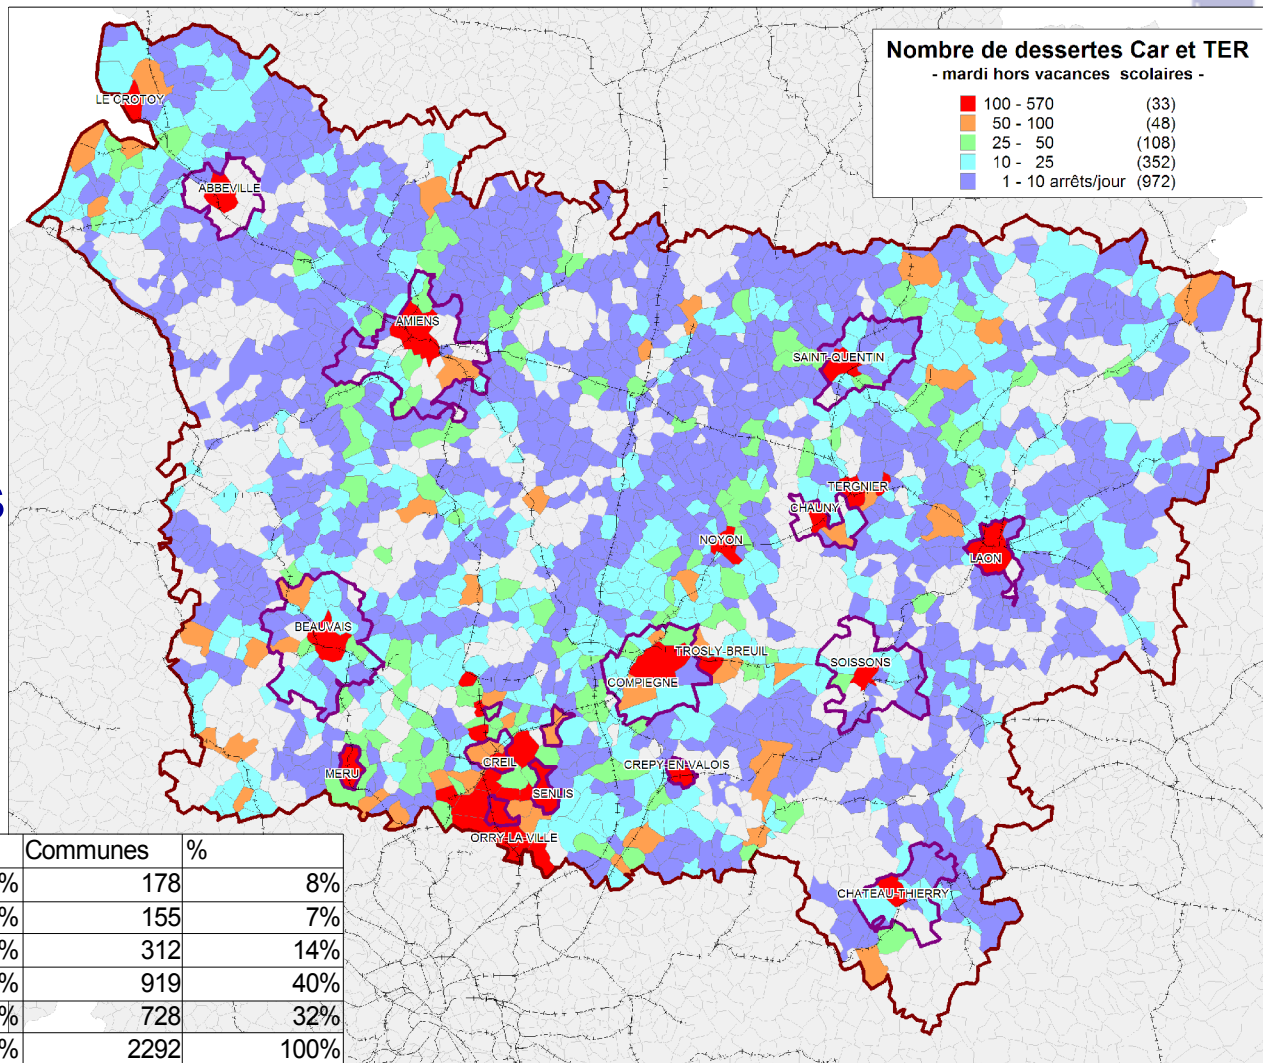 Nombre de dessertes Car et TER
- mardi hors vacances scolaires -
100 - 570 (33)
50 - 100 (48)
25 - 50 (108)
10 - 25 (352)
1 - 10 arrêts/jour (972)
LE CROTOY
ABBEVILLE
AMIENS
SAINT-QUENTIN
TERGNIER
CHAUNY
S
NOYON
LAON
BEAUVAIS
TROSLY-BREUIL
SOISSONS
COMPIEGNE
CREIL
CREPY-EN-VALOIS
MERU
SENLIS
ORRY-LA-VILLE
CHATEAU-THIERRY
Communes %
% 178 8%
% 155 7%
% 312 14%
% 919 40%
% 728 32%
% 2292 100%